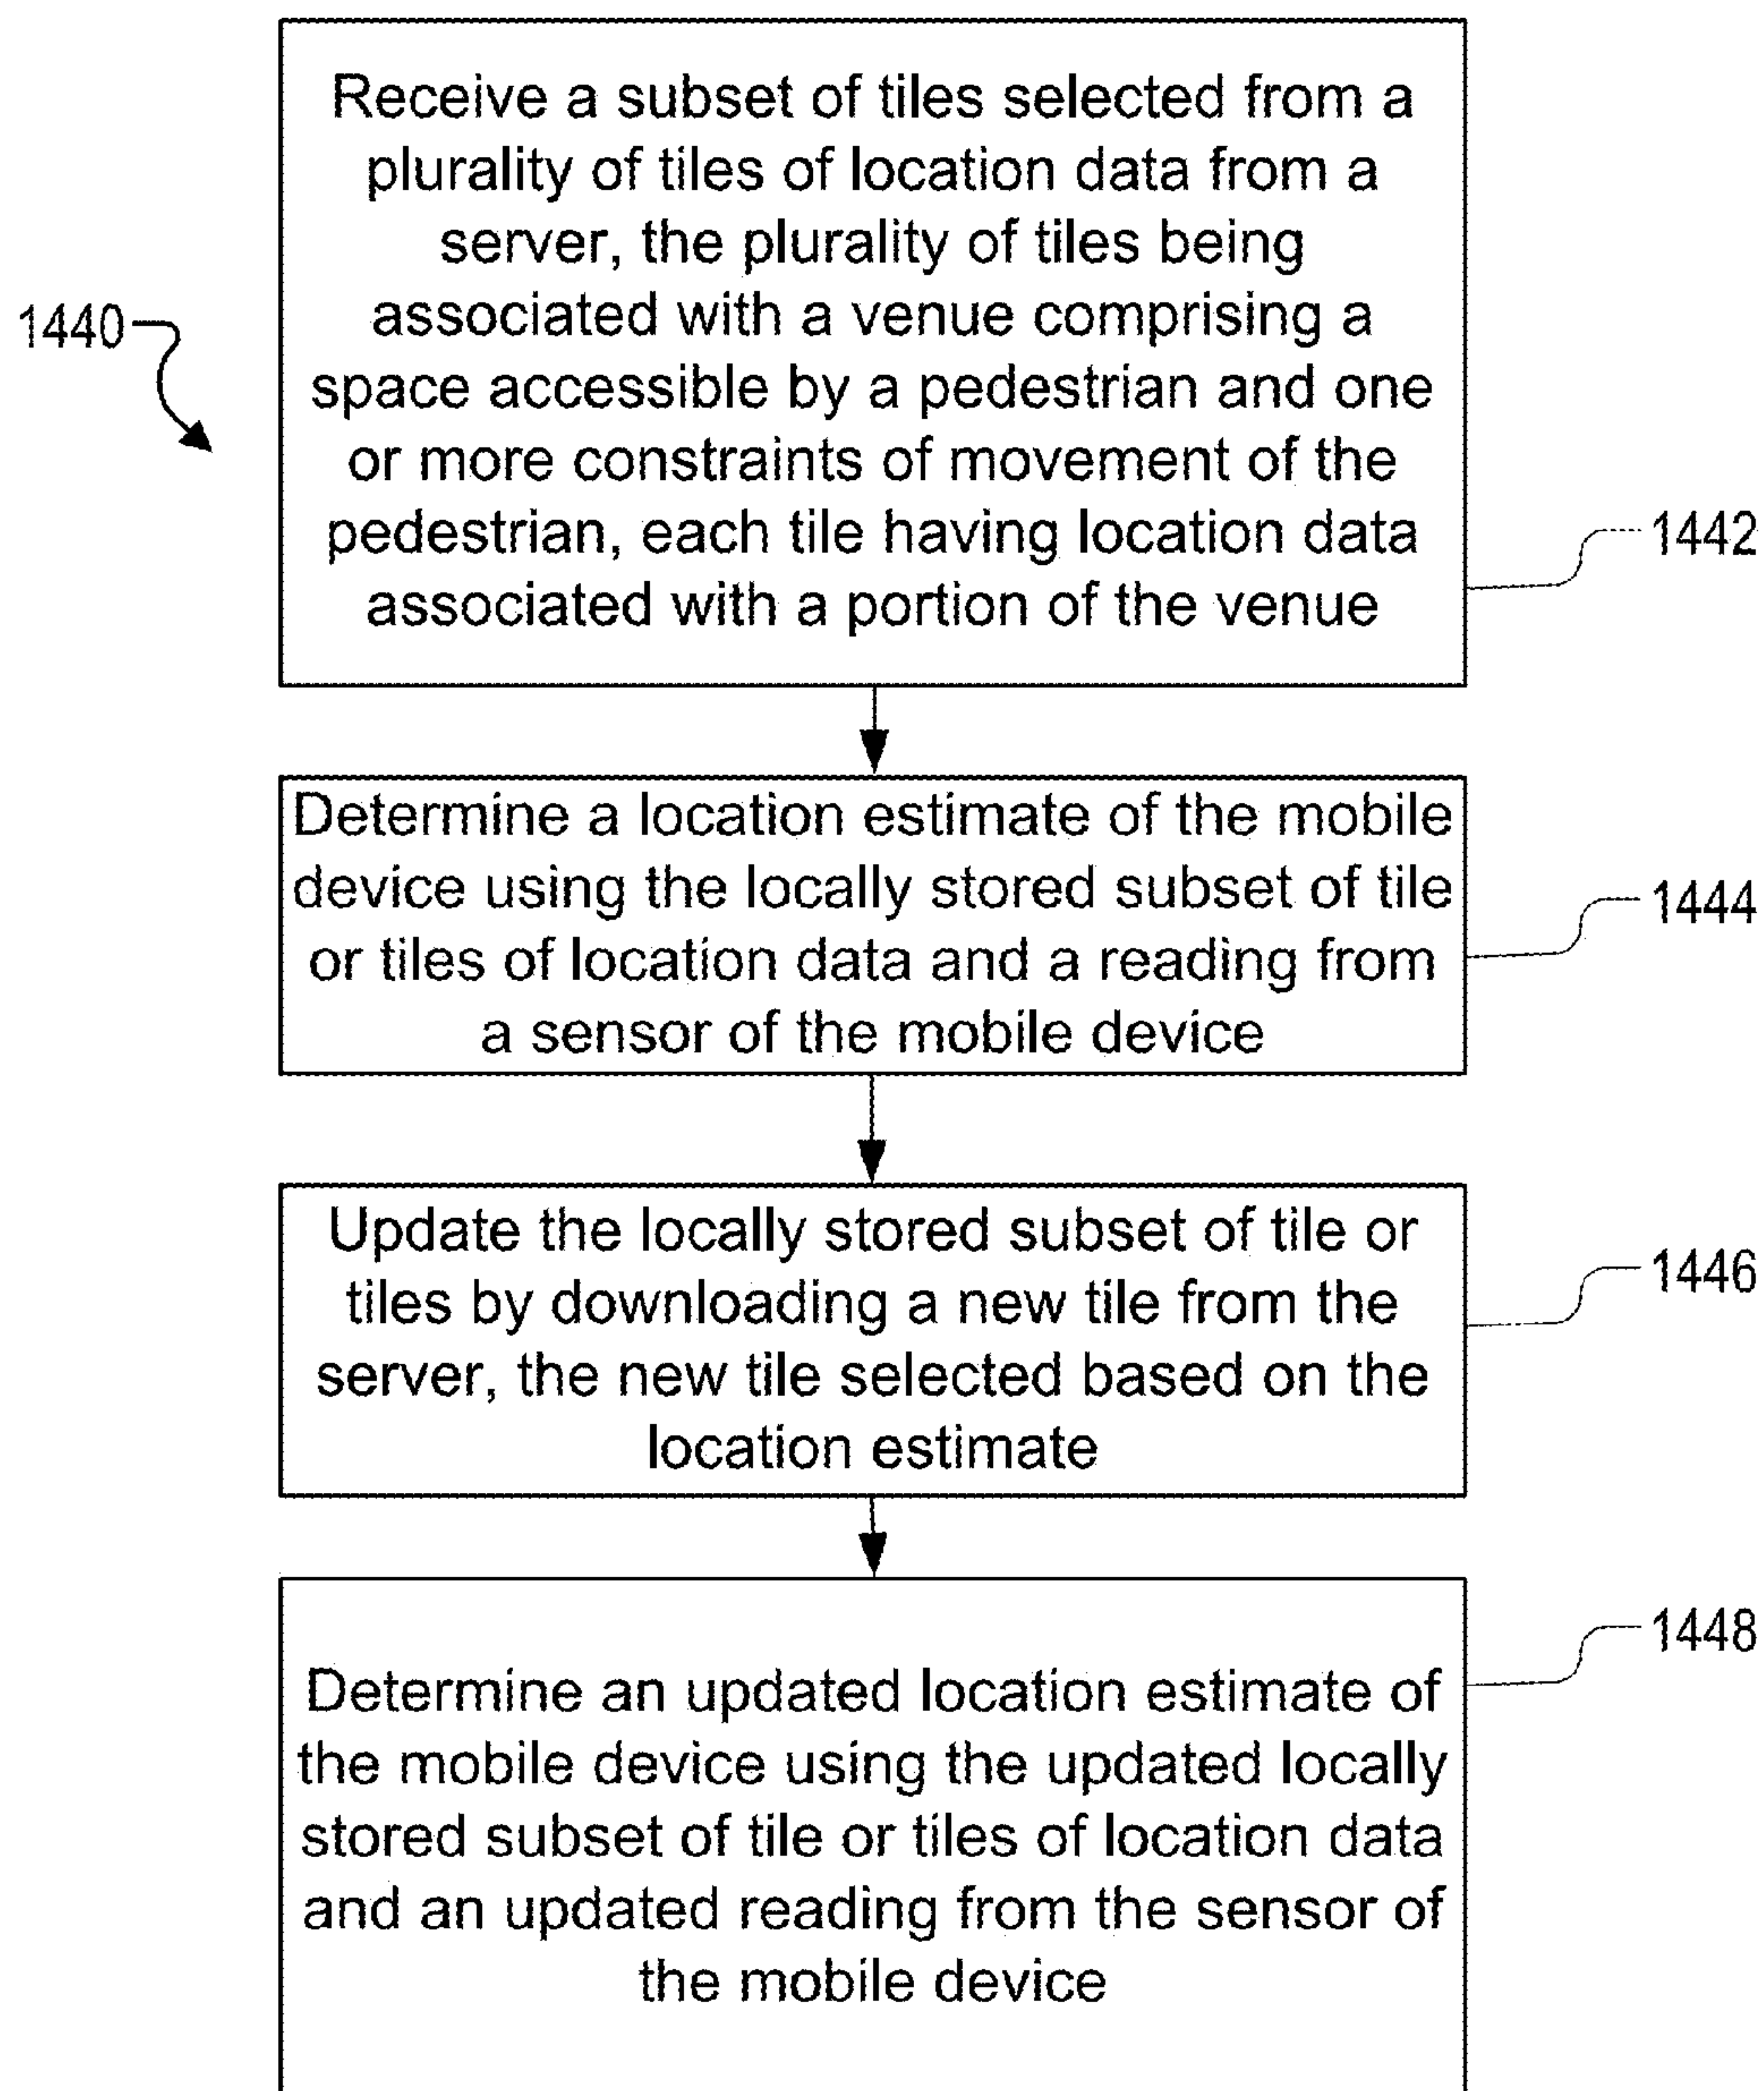 Receive a subset of tiles selected from a
plurality of tiles of location data from a
server, the plurality of tiles being
associated with a venue comprising a
space accessible by a pedestrian and one
or more constraints of movement of the
pedestrian, each tile having location data
associated with a portion of the venue
1440
1442
Determine a location estimate of the mobile
device using the locally stored subset of tile
or tiles of location data and a reading from
a sensor of the mobile device
1444
Update the locally stored subset of tile or
tiles by downloading a new tile from the
server, the new tile selected based on the
location estimate
1446
Determine an updated location estimate of
the mobile device using the updated locally
stored subset of tile or tiles of location data
and an updated reading from the sensor of
the mobile device
1448